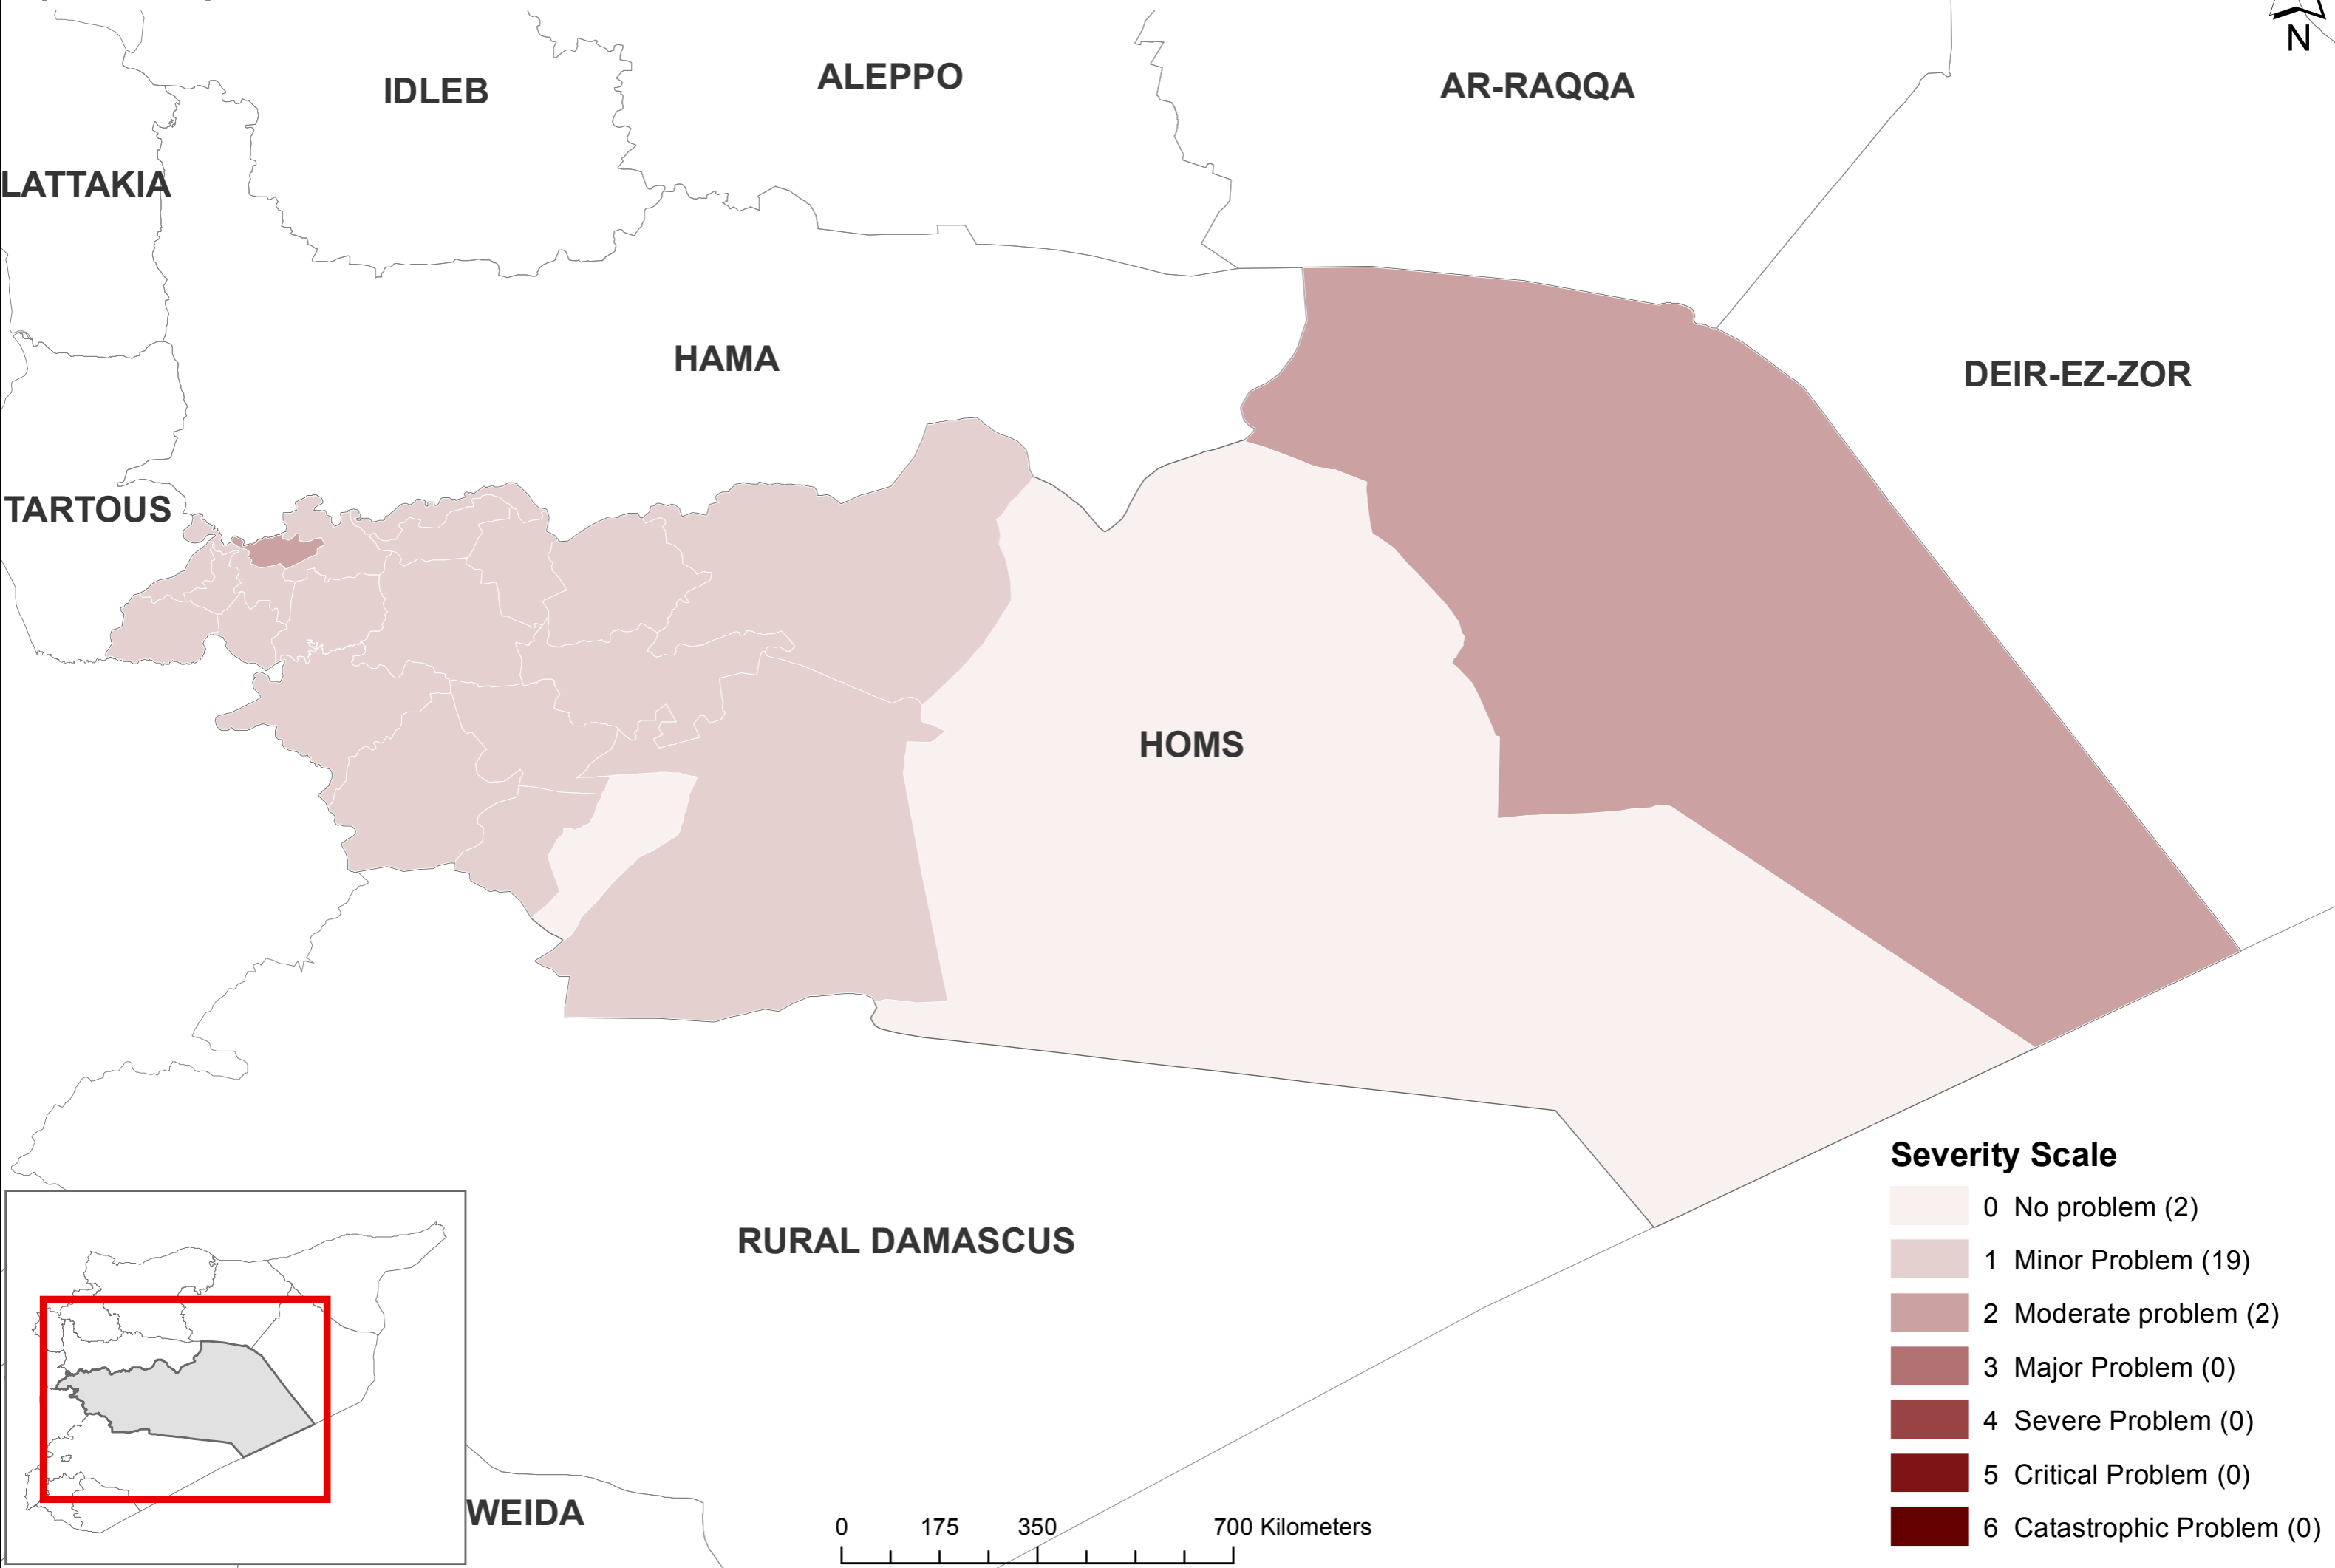 N
IDLEB
ALEPPO
AR-RAQQA
LATTAKIA
HAMA
DEIR-EZ-ZOR
TARTOUS
HOMS
RURAL DAMASCUS
WEIDA
Severity Scale
0 No problem (2)
1 Minor Problem (19)
2 Moderate problem (2)
3 Major Problem (0)
4 Severe Problem (0)
5 Critical Problem (0)
6 Catastrophic Problem (0)
0 175 350 700 Kilometers